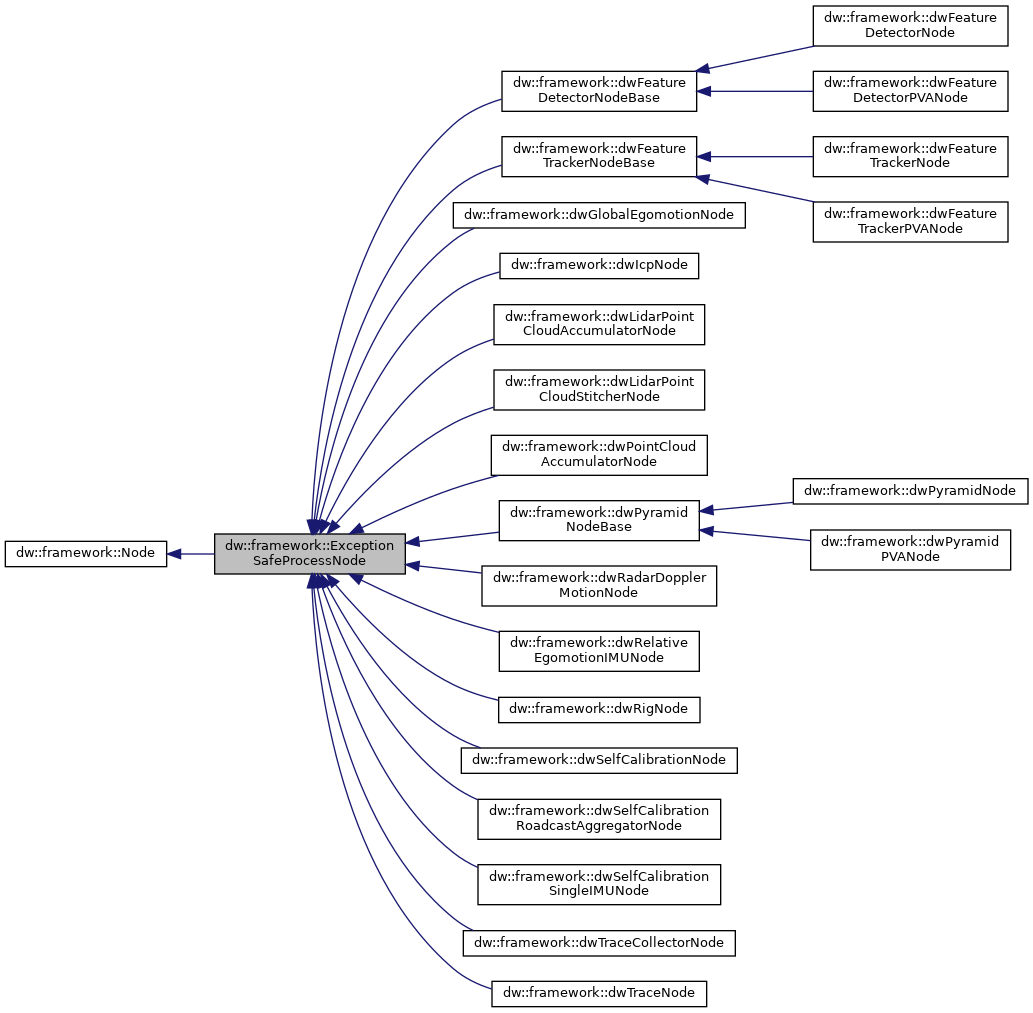 dw::framework::dwFeature
DetectorNode
dw::framework::dwFeature
DetectorNodeBase
dw::framework::dwFeature
DetectorPVANode
dw::framework::dwFeature
TrackerNodeBase
dw::framework::dwFeature
TrackerNode
dw::framework::dwFeature
TrackerPVANode
dw::framework::dwGlobalEgomotionNode
dw::framework::dwIcpNode
dw::framework::dwLidarPoint
CloudAccumulatorNode
dw::framework::dwLidarPoint
CloudStitcherNode
dw::framework::dwPointCloud
AccumulatorNode
dw::framework::dwPyramid
NodeBase
dw::framework::dwPyramidNode
dw::framework::dwPyramid
PVANode
dw::framework::Node
dw::framework::Exception
SafeProcessNode
dw::framework::dwRadarDoppler
MotionNode
dw::framework::dwRelative
EgomotionIMUNode
dw::framework::dwRigNode
dw::framework::dwSelfCalibrationNode
dw::framework::dwSelfCalibration
RoadcastAggregatorNode
dw::framework::dwSelfCalibration
SingleIMUNode
dw::framework::dwTraceCollectorNode
dw::framework::dwTraceNode